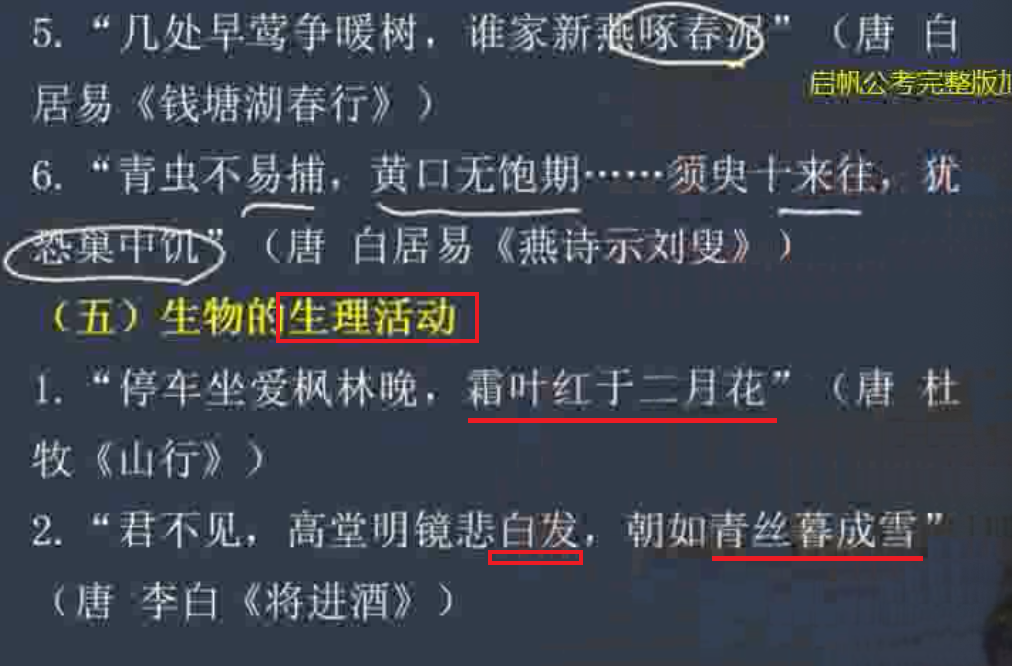 5. “几处早莺争暖树，谁家新燕啄春泥”（唐 白
启帆公考完整版加
居易《钱塘湖春行》）
6. “青虫不易捕，黄口无饱期……须臾十来往，犹
恐巢中饥”（唐 白居易《燕诗示刘叟》）
（五）生物的生理活动
1. “停车坐爱枫林晚，霜叶红于二月花”（唐 杜
牧《山行》）
2. “君不见，高堂明镜悲白发，朝如青丝暮成雪”
（唐 李白《将进酒》）